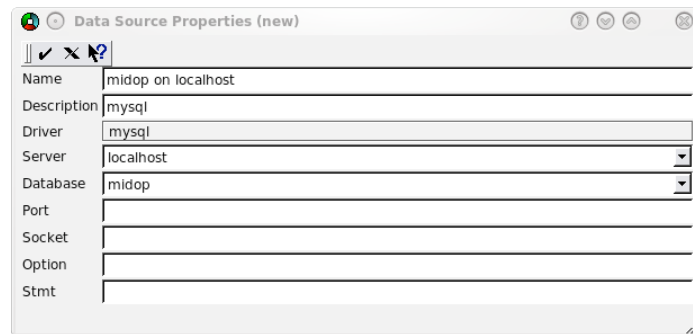 Data Source Properties (new)
Name midop on localhost
Description mysql
Driver mysql
Server localhost
Database midop
Port
Socket
Option
Stmt